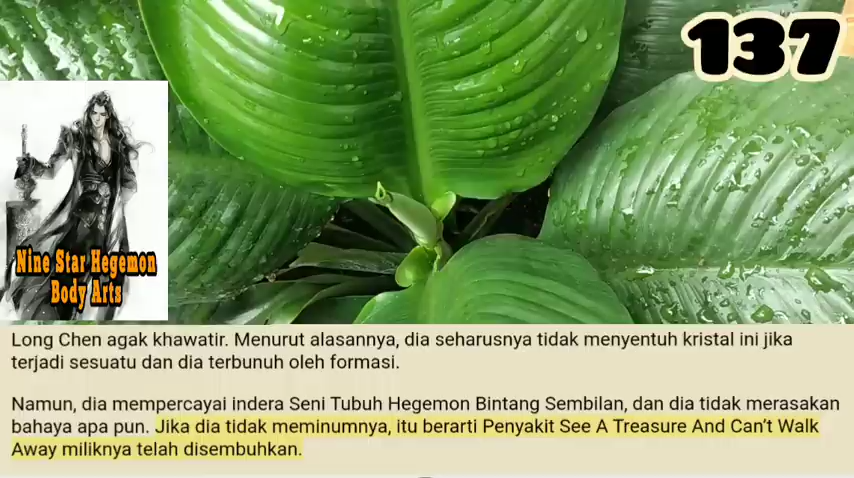 137
Nine Star Hegemon
Body Arts
Long Chen agak khawatir. Menurut alasannya, dia seharusnya tidak menyentuh kristal ini jika
terjadi sesuatu dan dia terbunuh oleh formasi.
Namun, dia mempercayai indera Seni Tubuh Hegemon Bintang Sembilan, dan dia tidak merasakan
bahaya apa pun. Jika dia tidak meminumnya, itu berarti Penyakit See A Treasure And Can't Walk
Away miliknya telah disembuhkan.